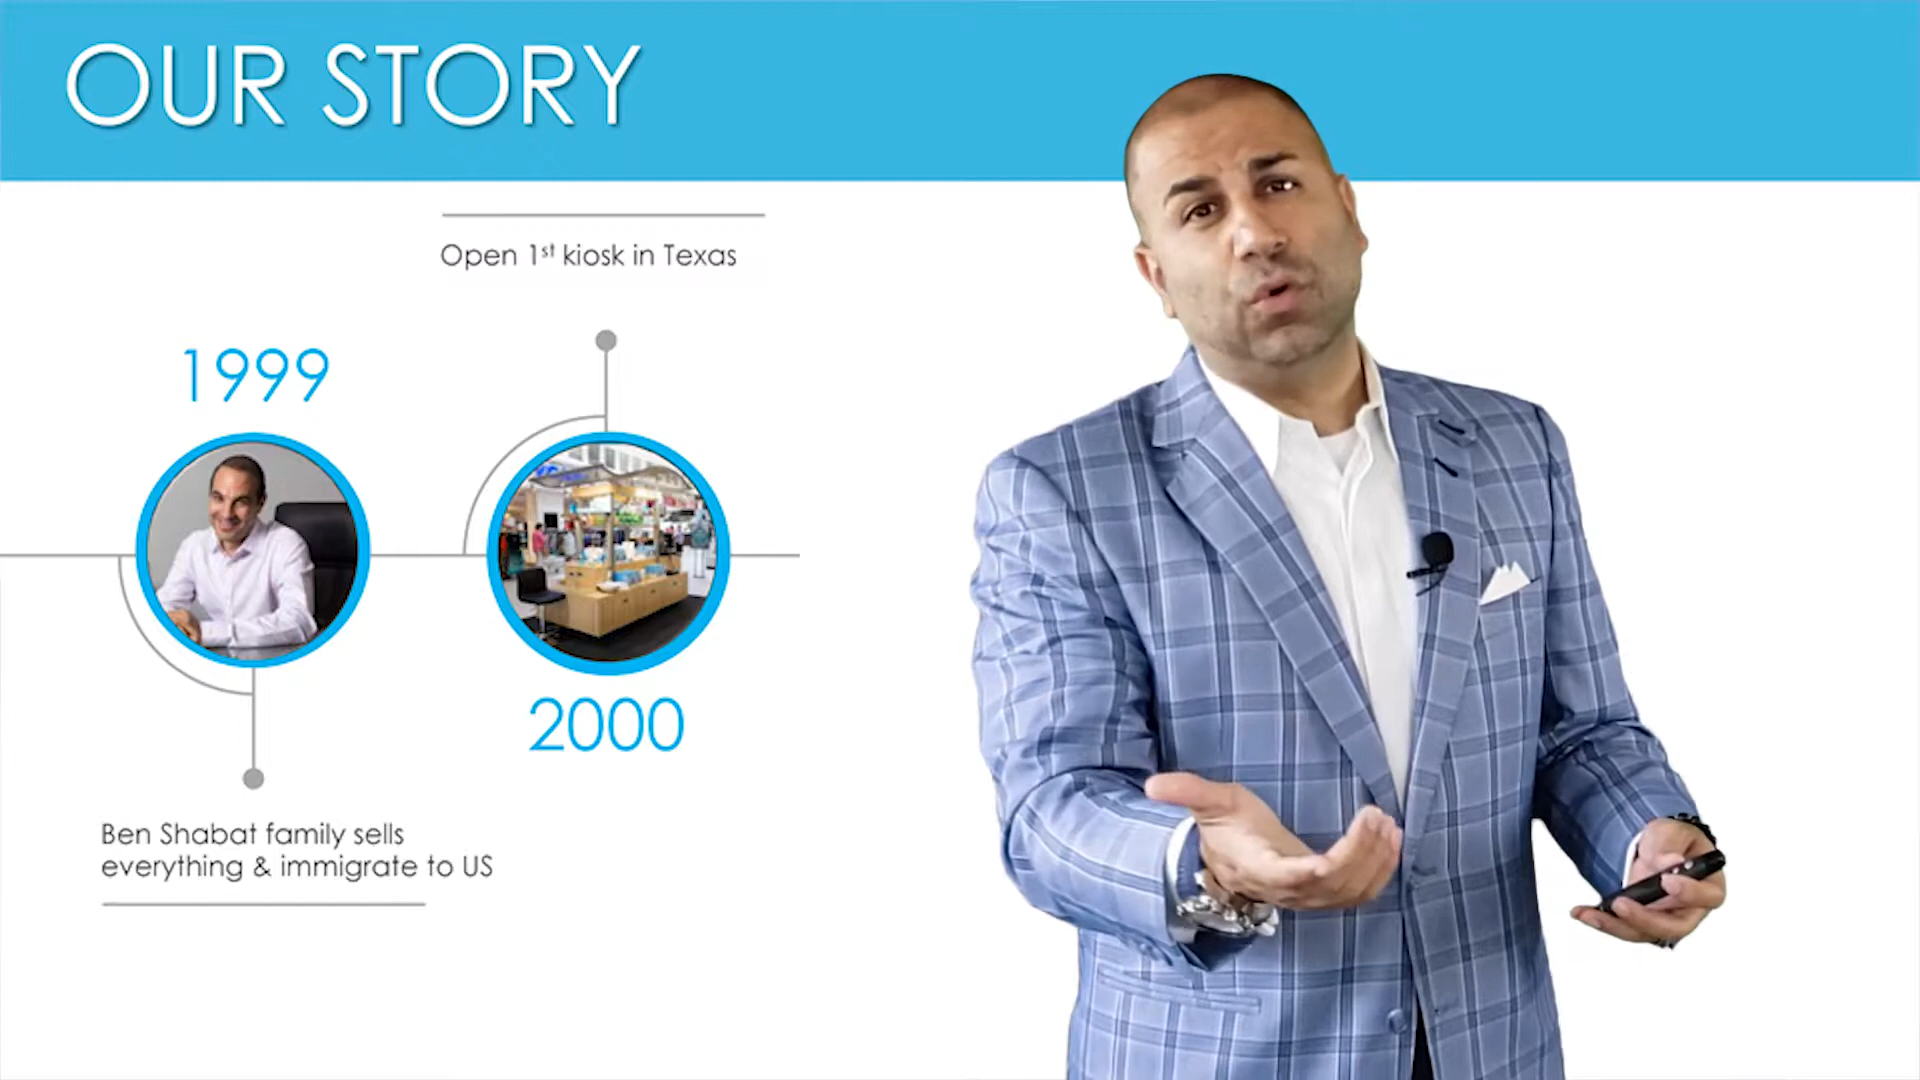 OUR STORY
Open 1st kiosk in Texas
1999
2000
Ben Shabat family sells
everything & immigrate to US